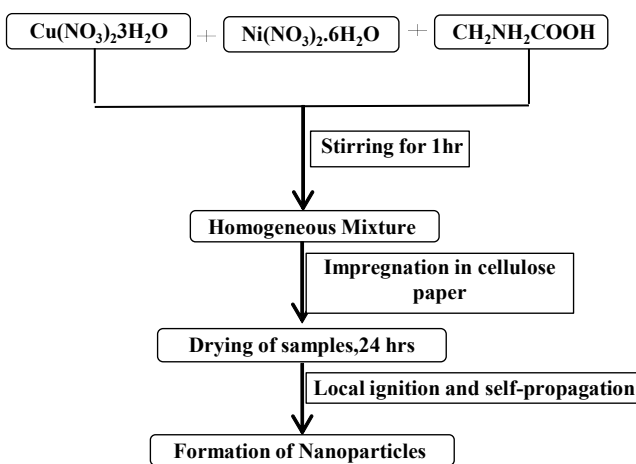 Cu(NO₃)₂3H₂O + Ni(NO₃)₂.6H₂O + CH₂NH₂COOH
Stirring for 1hr
Homogeneous Mixture
Impregnation in cellulose
paper
Drying of samples,24 hrs
Local ignition and self-propagation
Formation of Nanoparticles